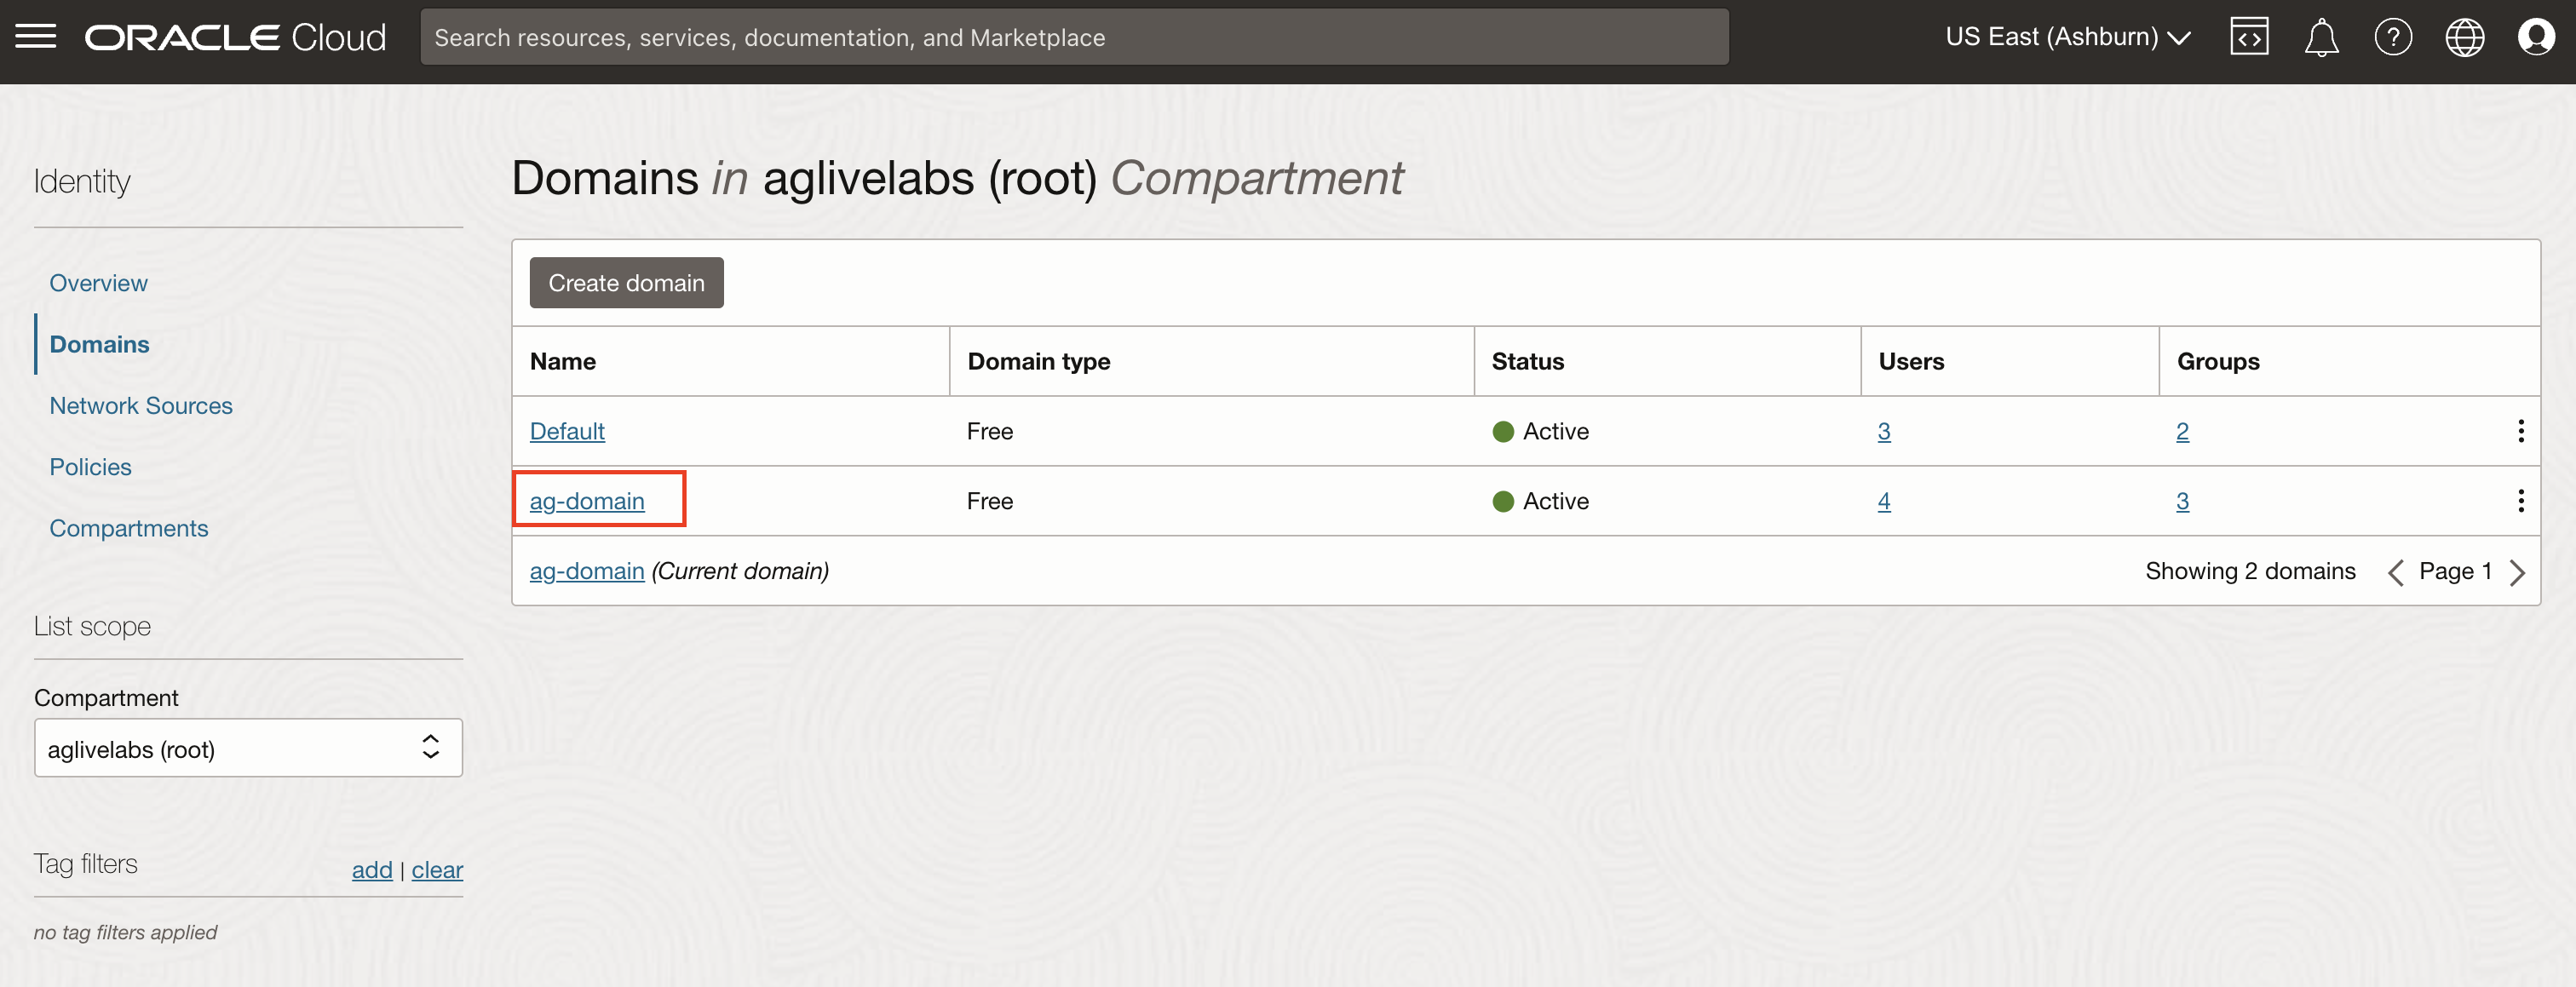 ORACLE Cloud
Search resources, services, documentation, and Marketplace
US East (Ashburn)
Identity
Overview
Domains
Network Sources
Policies
Compartments
List scope
Compartment
aglivelabs (root)
Tag filters
add | clear
no tag filters applied
Domains in aglivelabs (root) Compartment
Create domain
Name Domain type Status Users Groups
Default Free Active 3 2
ag-domain Free Active 4 3
ag-domain (Current domain) Showing 2 domains Page 1